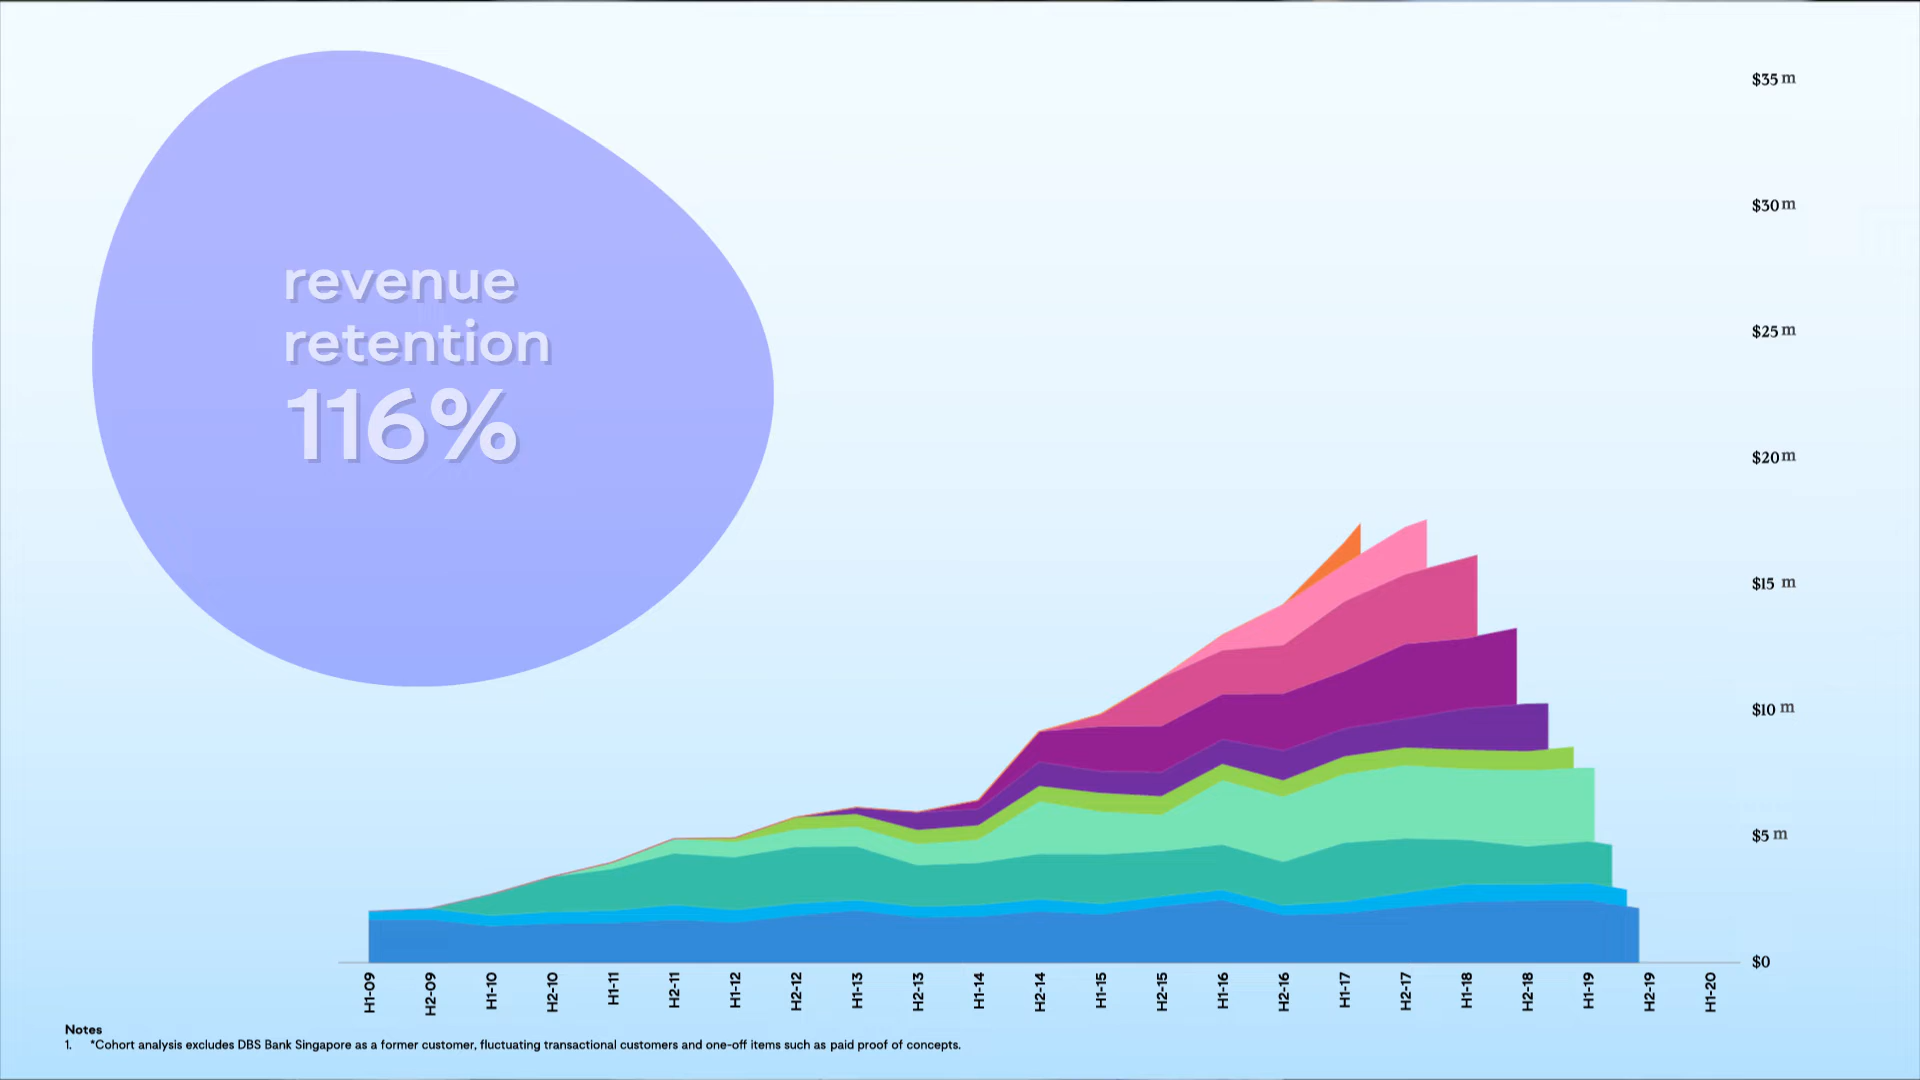 revenue
retention
116%
$35 m
$30 m
$25 m
$20 m
$15 m
$10 m
$5 m
$0
H1-09
H2-09
H1-10
H2-10
H1-11
H2-11
H1-12
H2-12
H1-13
H2-13
H1-14
H2-14
H1-15
H2-15
H1-16
H2-16
H1-17
H2-17
H1-18
H2-18
H1-19
H2-19
H1-20
Notes
1. *Cohort analysis excludes DBS Bank Singapore as a former customer, fluctuating transactional customers and one-off items such as paid proof of concepts.